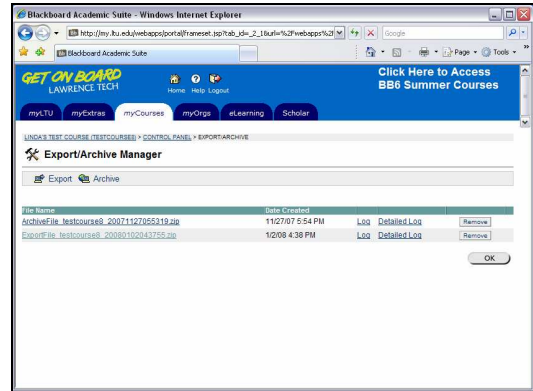 Blackboard Academic Suite - Windows Internet Explorer
http://my.ltu.edu/webapps/portal/frameset.jsp?tab_id=_2_1&url=%2Fwebapps%2f
Google
Blackboard Academic Suite
Page Tools
GET ON BOARD
LAWRENCE TECH
Home Help Logout
Click Here to Access
BB6 Summer Courses
myLTU myExtras myCourses myOrgs eLearning Scholar
LINDA'S TEST COURSE (TESTCOURSE8) > CONTROL PANEL > EXPORT/ARCHIVE
Export/Archive Manager
Export Archive
File Name Date Created
ArchiveFile_testcourse8_20071127055319.zip 11/27/07 5:54 PM Log Detailed Log Remove
ExportFile_testcourse8_20080102043755.zip 1/2/08 4:38 PM Log Detailed Log Remove
OK